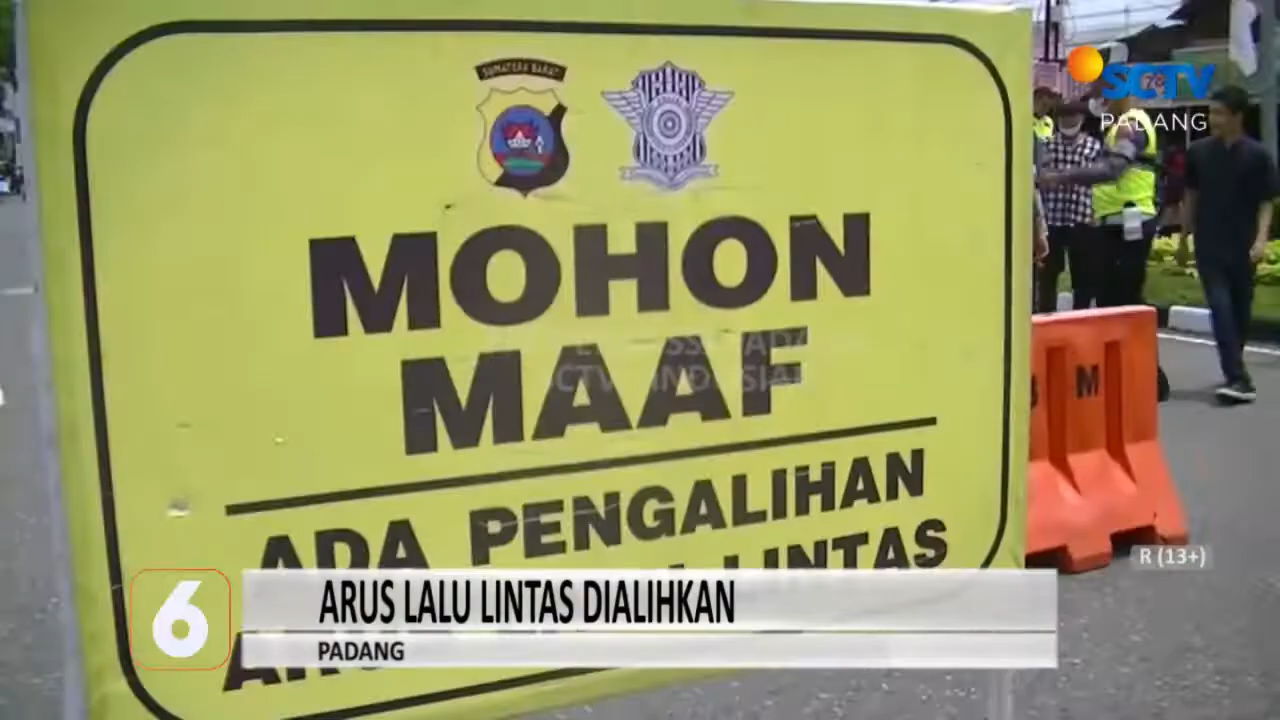 SUMATERA BARAT
SCTV
PADANG
MOHON
MAAF
ADA PENGALIHAN
LINTAS
M
R (13+)
6
ARUS LALU LINTAS DIALIHKAN
PADANG